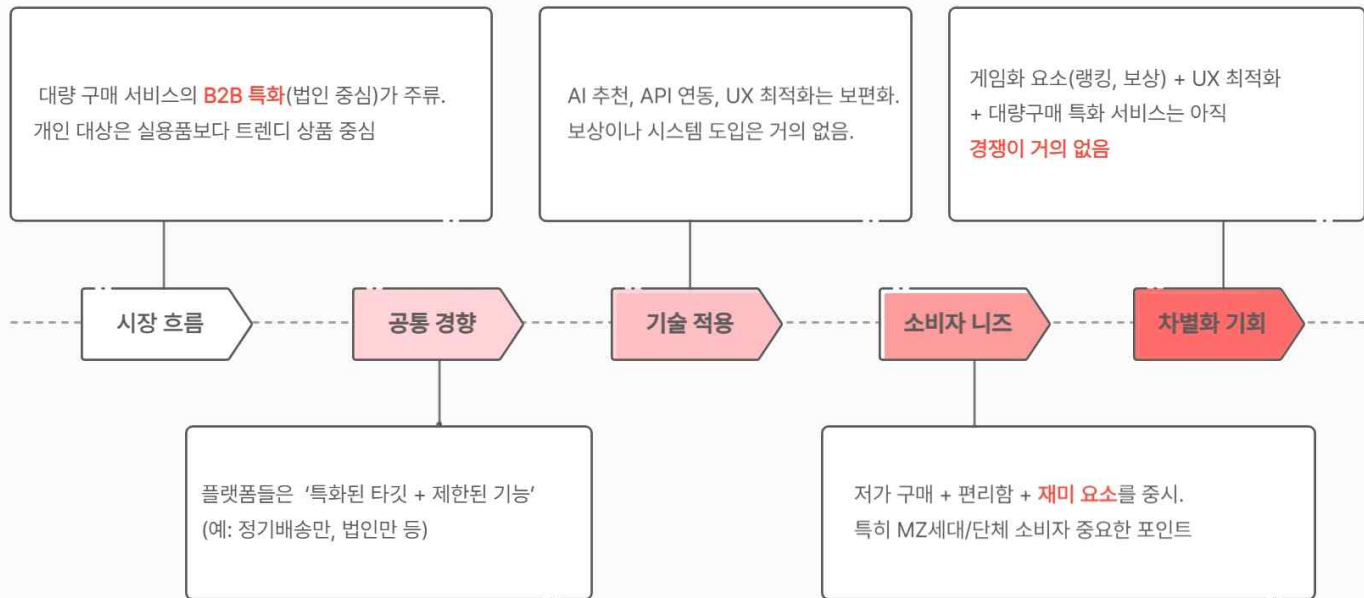 대량 구매 서비스의 B2B 특화(법인 중심)가 주류.
개인 대상은 실용품보다 트렌디 상품 중심
AI 추천, API 연동, UX 최적화는 보편화.
보상이나 시스템 도입은 거의 없음.
게임화 요소(랭킹, 보상) + UX 최적화
+ 대량구매 특화 서비스는 아직
경쟁이 거의 없음
시장 흐름
공통 경향
기술 적용
소비자 니즈
차별화 기회
플랫폼들은 ‘특화된 타깃 + 제한된 기능’
(예: 정기배송만, 법인만 등)
저가 구매 + 편리함 + 재미 요소를 중시.
특히 MZ세대/단체 소비자 중요한 포인트